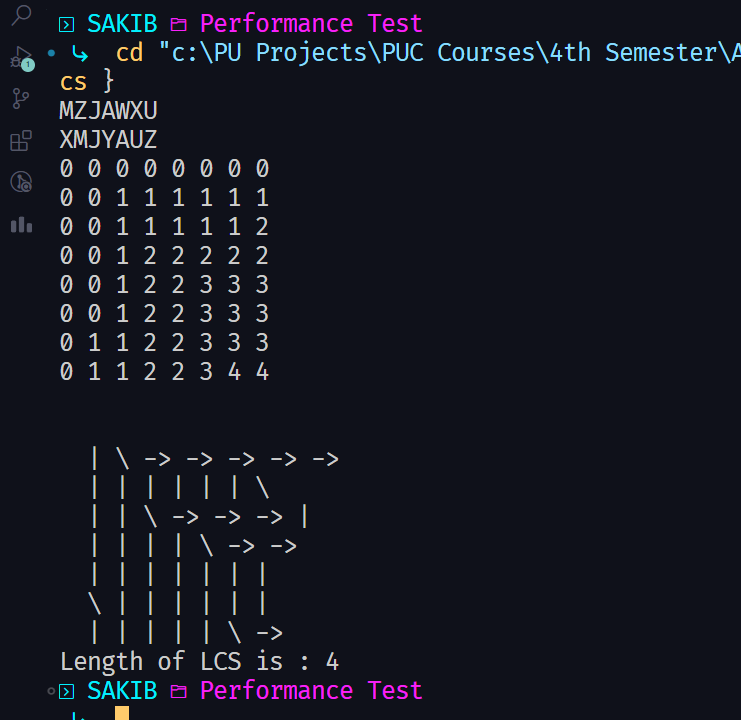 SAKIB Performance Test
cd "c:\PU Projects\PUC Courses\4th Semester\A
cs }
MZJAWXU
XMJYAUZ
0 0 0 0 0 0 0 0
0 0 1 1 1 1 1 1
0 0 1 1 1 1 1 2
0 0 1 2 2 2 2 2
0 0 1 2 2 3 3 3
0 0 1 2 2 3 3 3
0 1 1 2 2 3 3 3
0 1 1 2 2 3 4 4
| \ -> -> -> -> ->
| | | | | | \
| | \ -> -> -> |
| | | | \ -> ->
| | | | | | |
\ | | | | | |
| | | | | \ ->
Length of LCS is : 4
SAKIB Performance Test